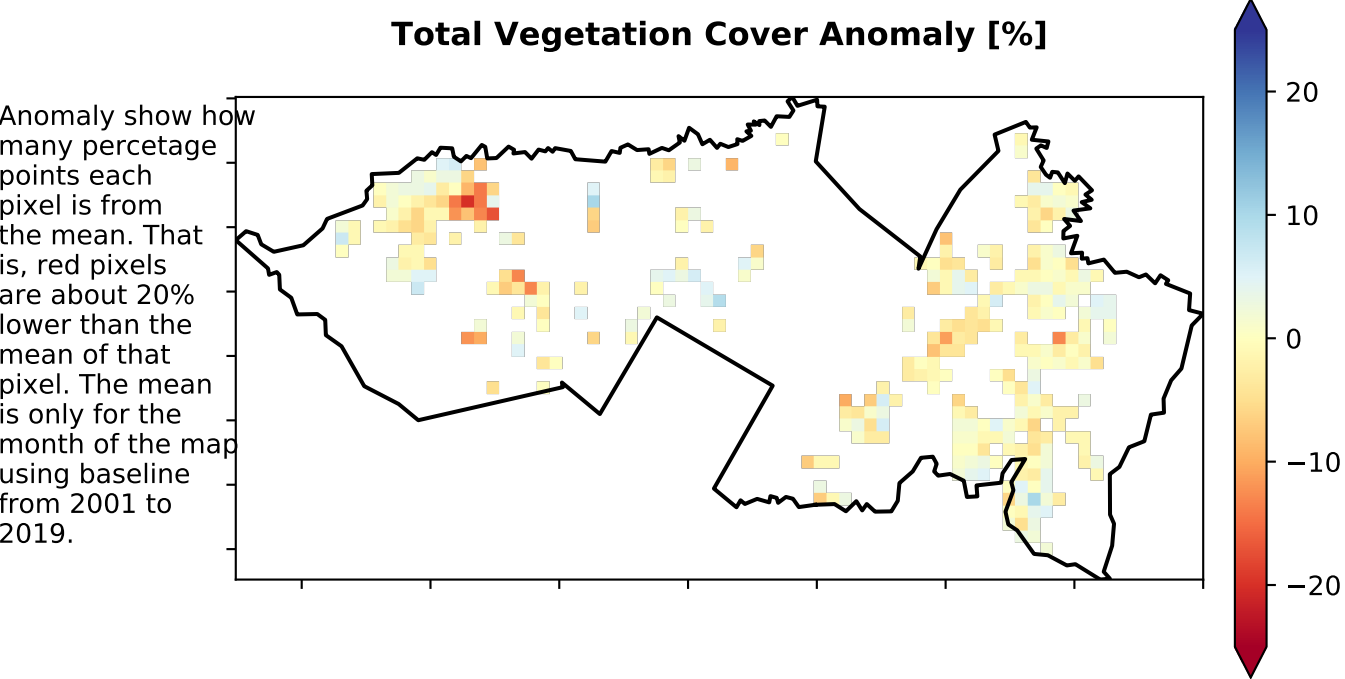 Total Vegetation Cover Anomaly [%]
Anomaly show how
many percetage
points each
pixel is from
the mean. That
is, red pixels
are about 20%
lower than the
mean of that
pixel. The mean
is only for the
month of the map
using baseline
from 2001 to
2019.
20
10
0
−10
−20